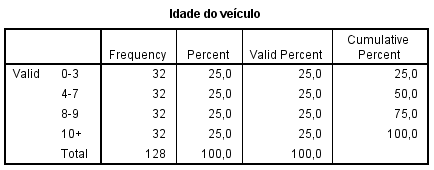 Idade do veículo
Frequency Percent Valid Percent Cumulative Percent
Valid 0-3 32 25,0 25,0 25,0
4-7 32 25,0 25,0 50,0
8-9 32 25,0 25,0 75,0
10+ 32 25,0 25,0 100,0
Total 128 100,0 100,0